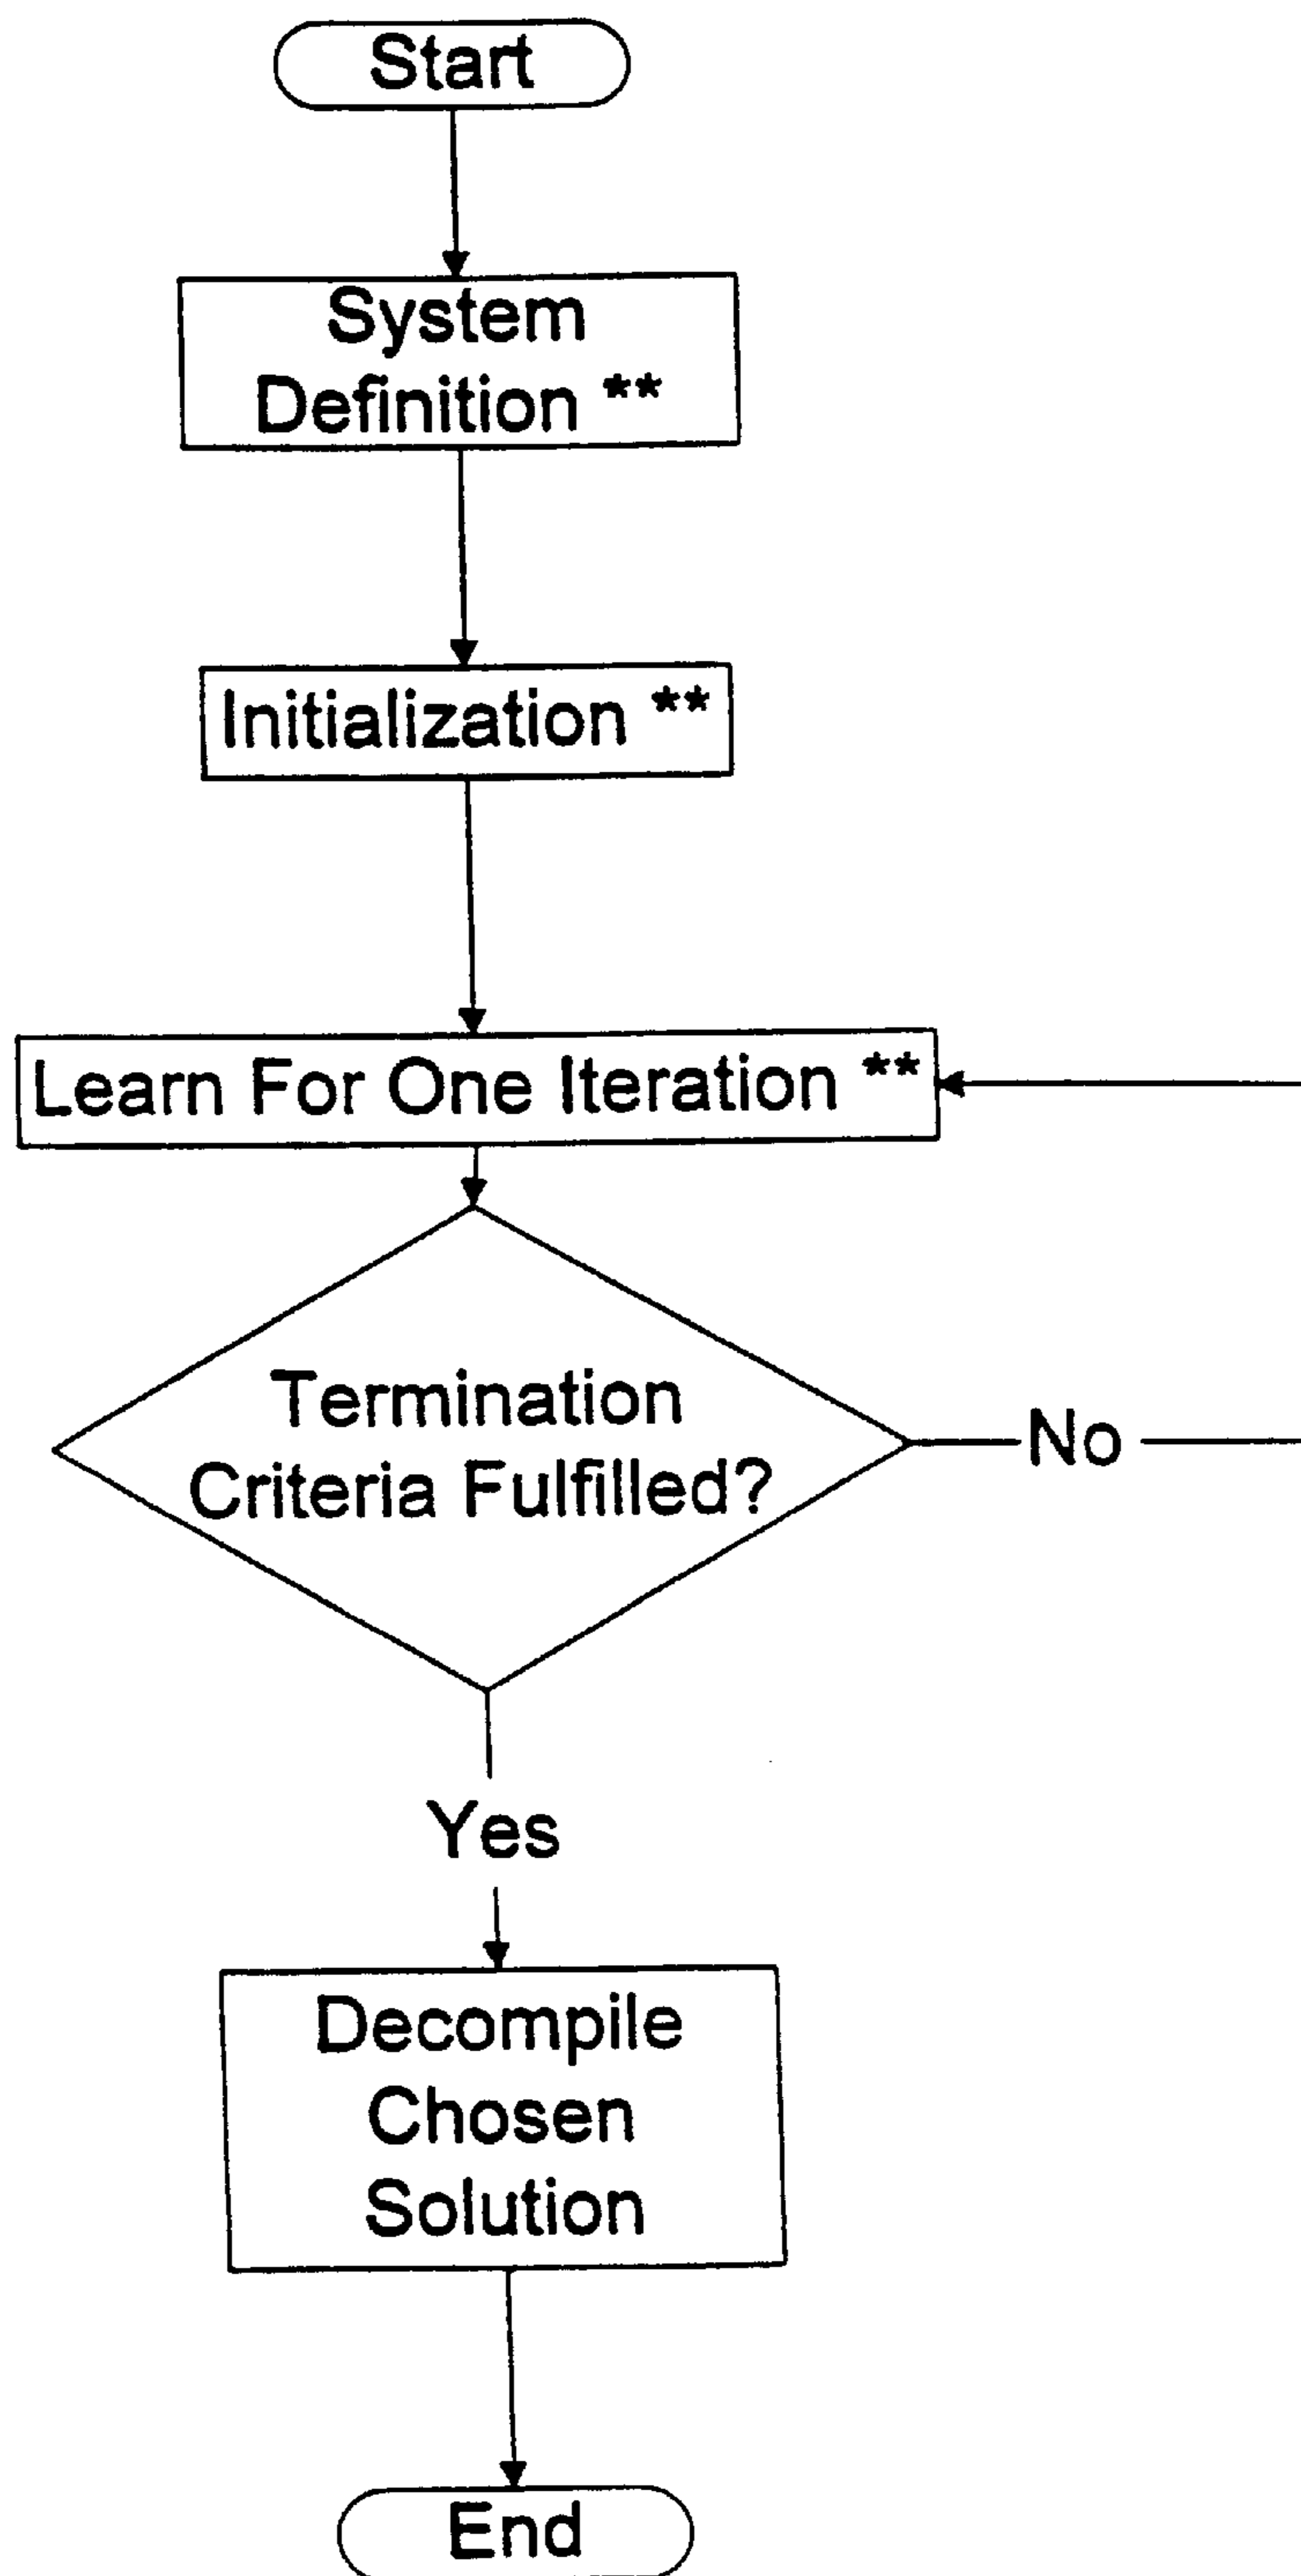 Start
System
Definition **
Initialization **
Learn For One Iteration **
Termination
Criteria Fulfilled?
No
Yes
Decompile
Chosen
Solution
End